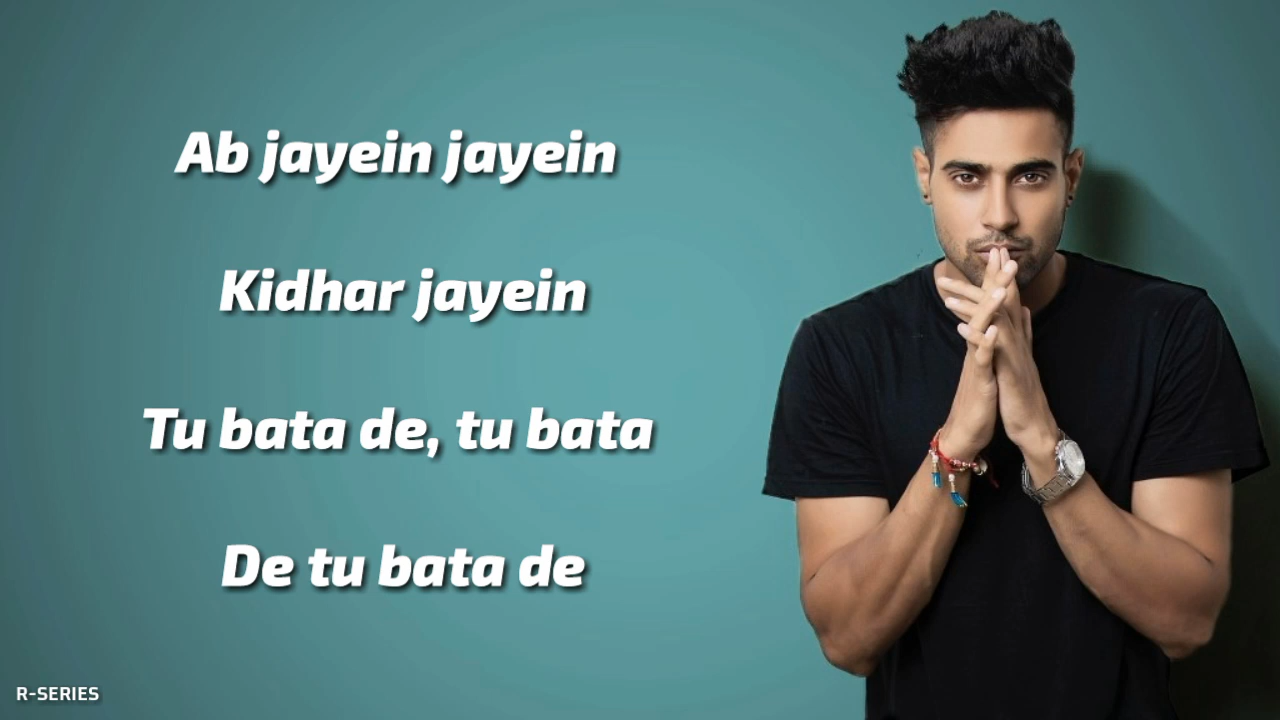 Ab jayein jayein
Kidhar jayein
Tu bata de, tu bata
De tu bata de
R-SERIES